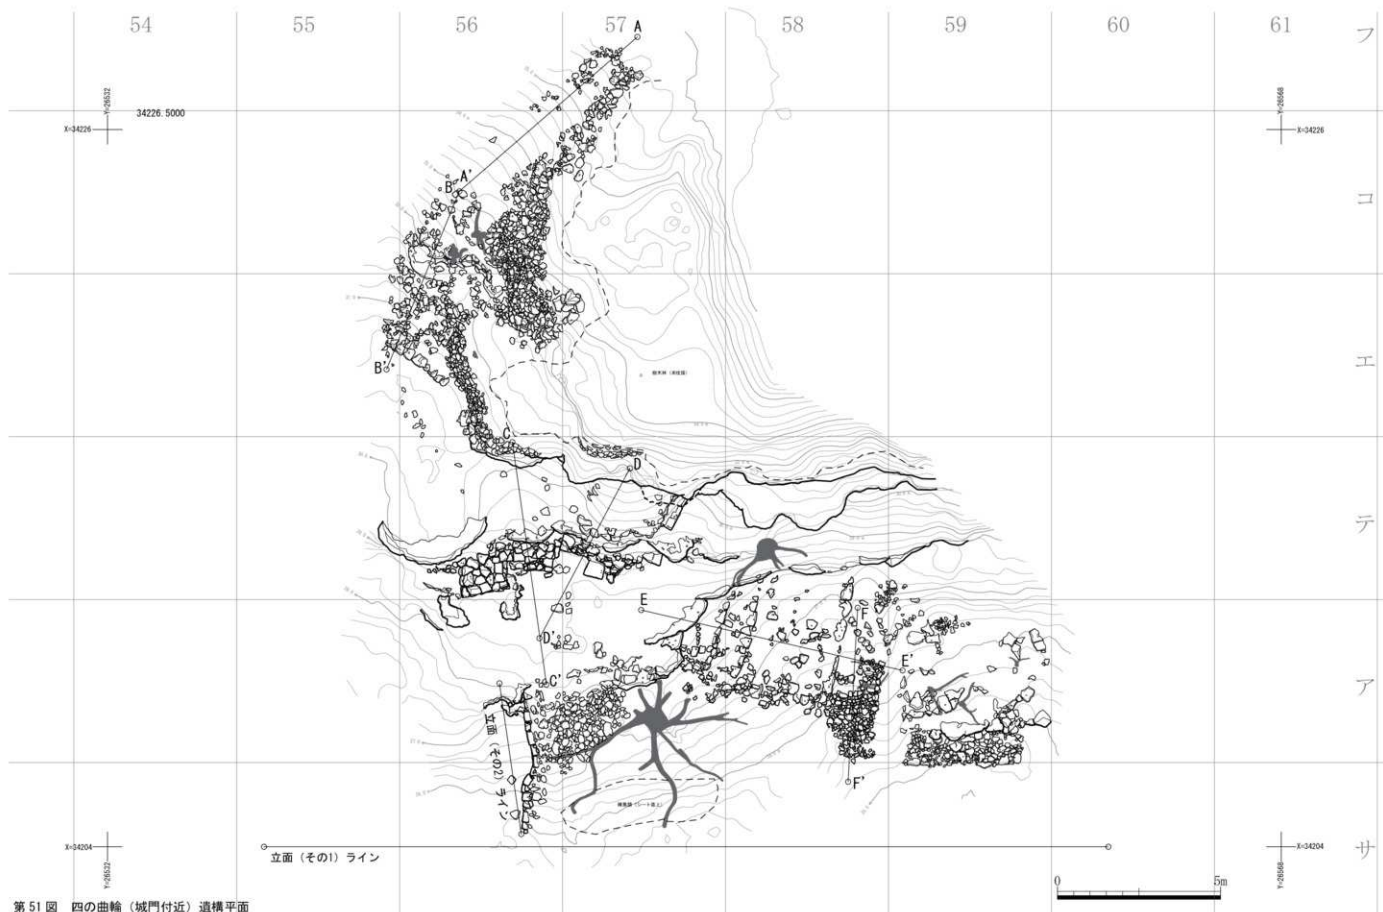 54 55 56 57 58 59 60 61
フ
A
Y=26532
Y=26568
34226.5000
X=34226
X=34226
B A'
コ
B'
エ
C
D
テ
E
F
D'
E'
C'
ア
立面（その2）ライン
F'
X=34204
X=34204
サ
立面（その1）ライン
Y=26532
Y=26568
0 5m
第51図 四の曲輪（城門付近）遺構平面